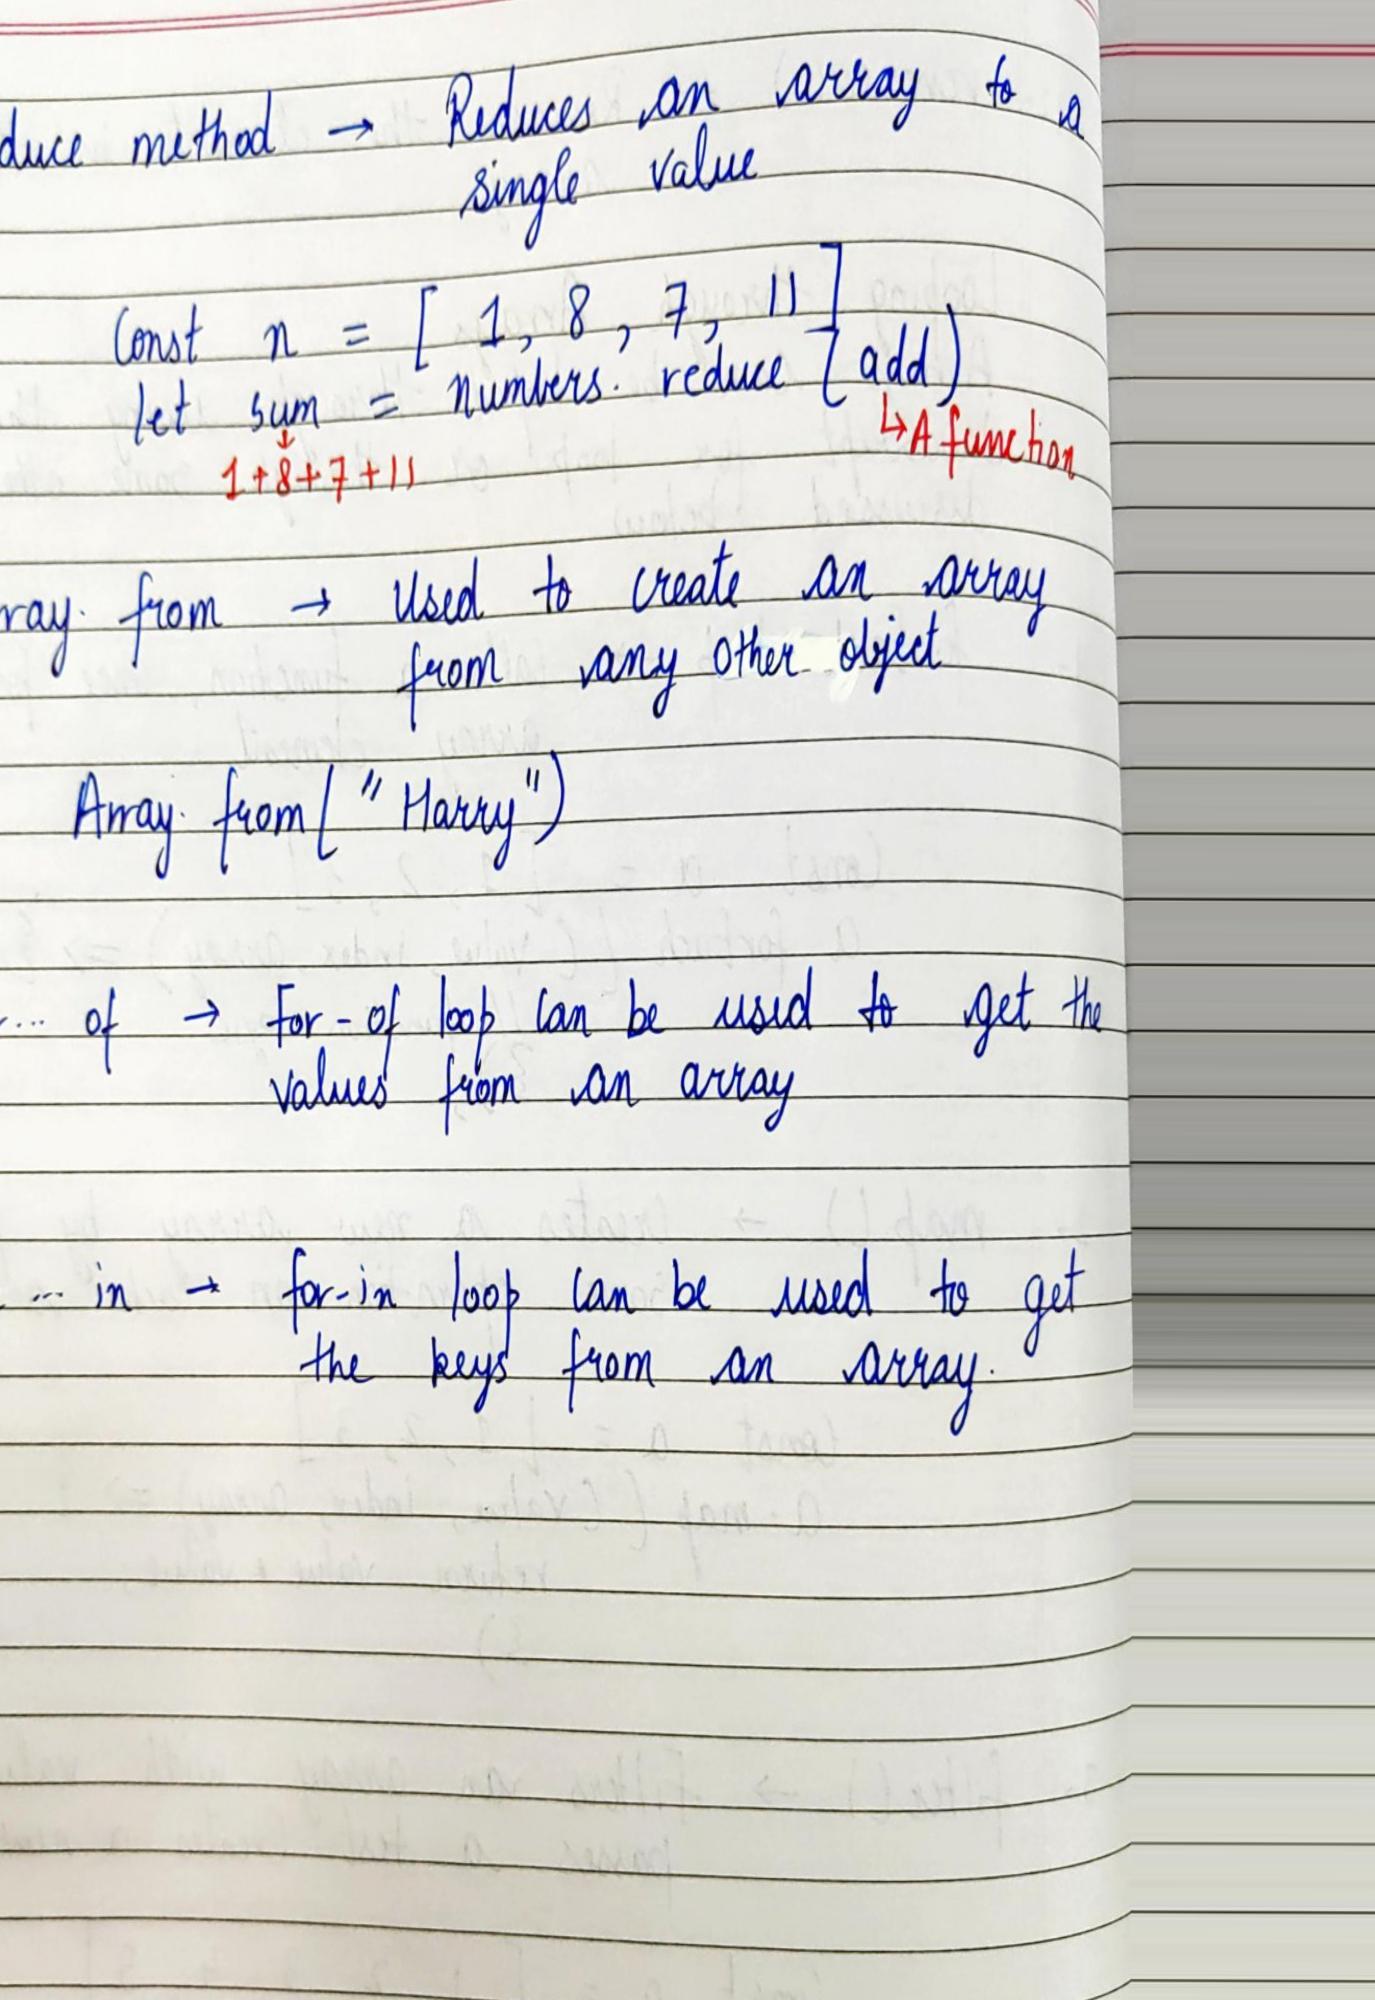 duce method → Reduces an array to a
single value
Const n = [ 1, 8, 7, 11 ]
let sum = numbers. reduce ( add )
↳ A function
1+8+7+11
ray. from → Used to create an array
from any other object
Array. from ( "Harry" )
... of → For-of loop can be used to get the
values from an array
... in → for-in loop can be used to get
the keys from an array.